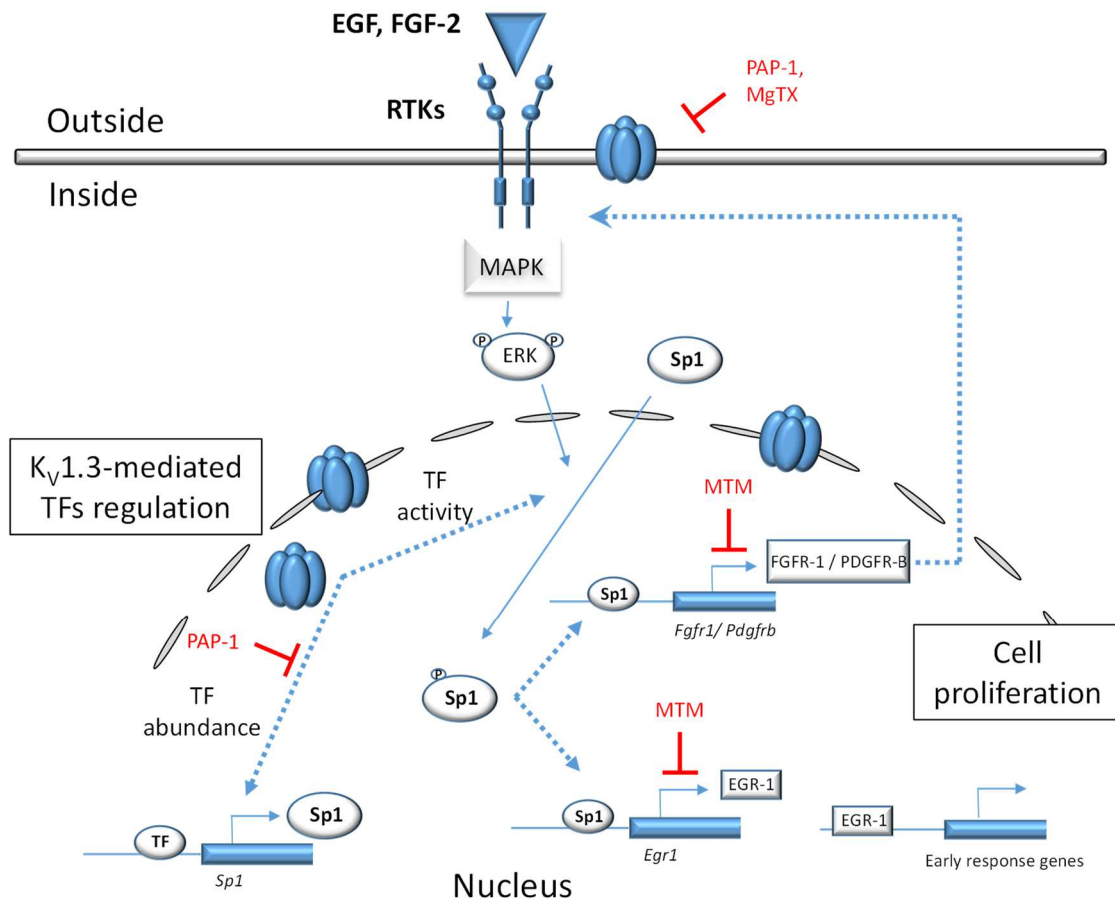 EGF, FGF-2
RTKs
PAP-1,
MgTX
Outside
Inside
MAPK
P
P
ERK
Sp1
K_V1.3-mediated
TFs regulation
TF
activity
MTM
FGFR-1 / PDGFR-B
Sp1
Fgfr1/ Pdgfrb
PAP-1
TF
abundance
P
Sp1
Cell
proliferation
MTM
EGR-1
Sp1
Egr1
Sp1
TF
Sp1
EGR-1
Early response genes
Nucleus